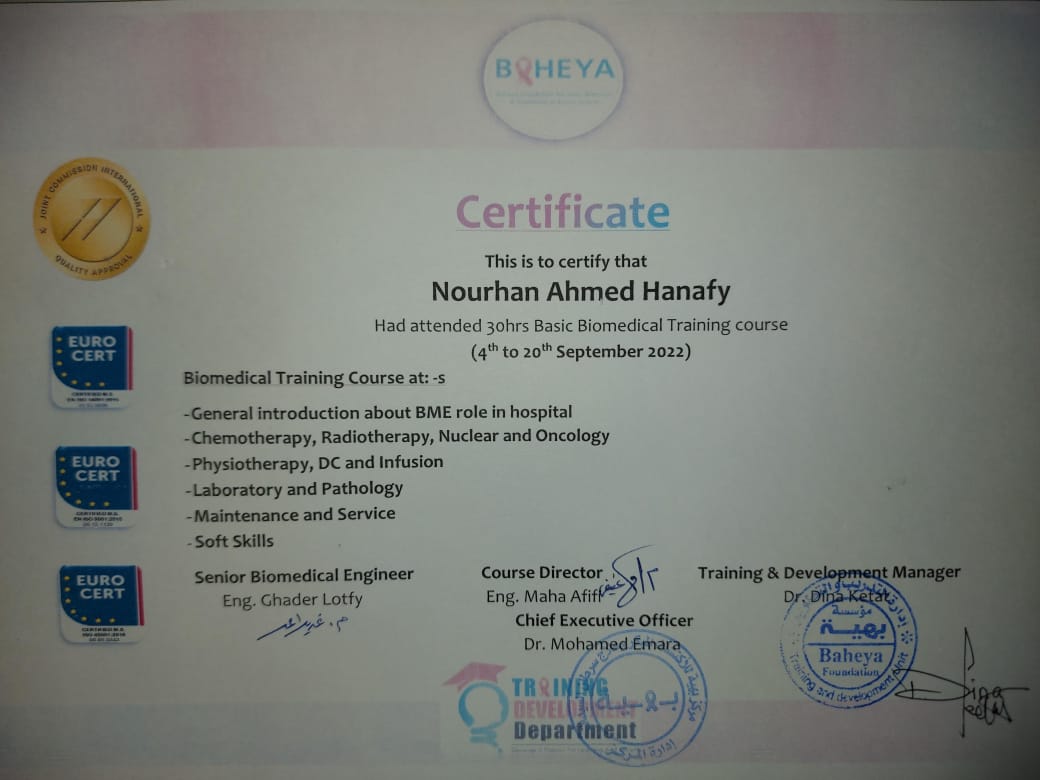 BAHEYA
JOINT COMMISSION INTERNATIONAL
QUALITY APPROVAL
Certificate
This is to certify that
Nourhan Ahmed Hanafy
Had attended 30hrs Basic Biomedical Training course
(4th to 20th September 2022)
Biomedical Training Course at: -s
-General introduction about BME role in hospital
-Chemotherapy, Radiotherapy, Nuclear and Oncology
-Physiotherapy, DC and Infusion
-Laboratory and Pathology
-Maintenance and Service
-Soft Skills
EURO
CERT
EURO
CERT
EURO
CERT
Senior Biomedical Engineer
Eng. Ghader Lotfy
Course Director
Eng. Maha Afifi
Training & Development Manager
Dr. Dina Ketat
Chief Executive Officer
Dr. Mohamed Emara
مؤسسة
بهية
Baheya
Foundation
Training and development Unit
Dina
Ketat
TRAINING
DEVELOPMENT
Department